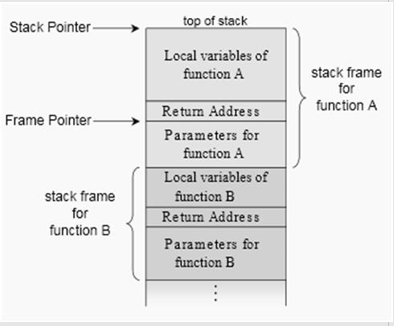 top of stack
Stack Pointer
Local variables of
function A
Return Address
Frame Pointer
Parameters for
function A
stack frame
for
function A
Local variables of
function B
Return Address
Parameters for
function B
stack frame
for
function B
⋮